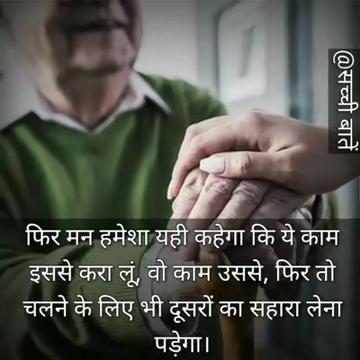 @सच्ची बातें
फिर मन हमेशा यही कहेगा कि ये काम
इससे करा लूं, वो काम उससे, फिर तो
चलने के लिए भी दूसरों का सहारा लेना
पड़ेगा।